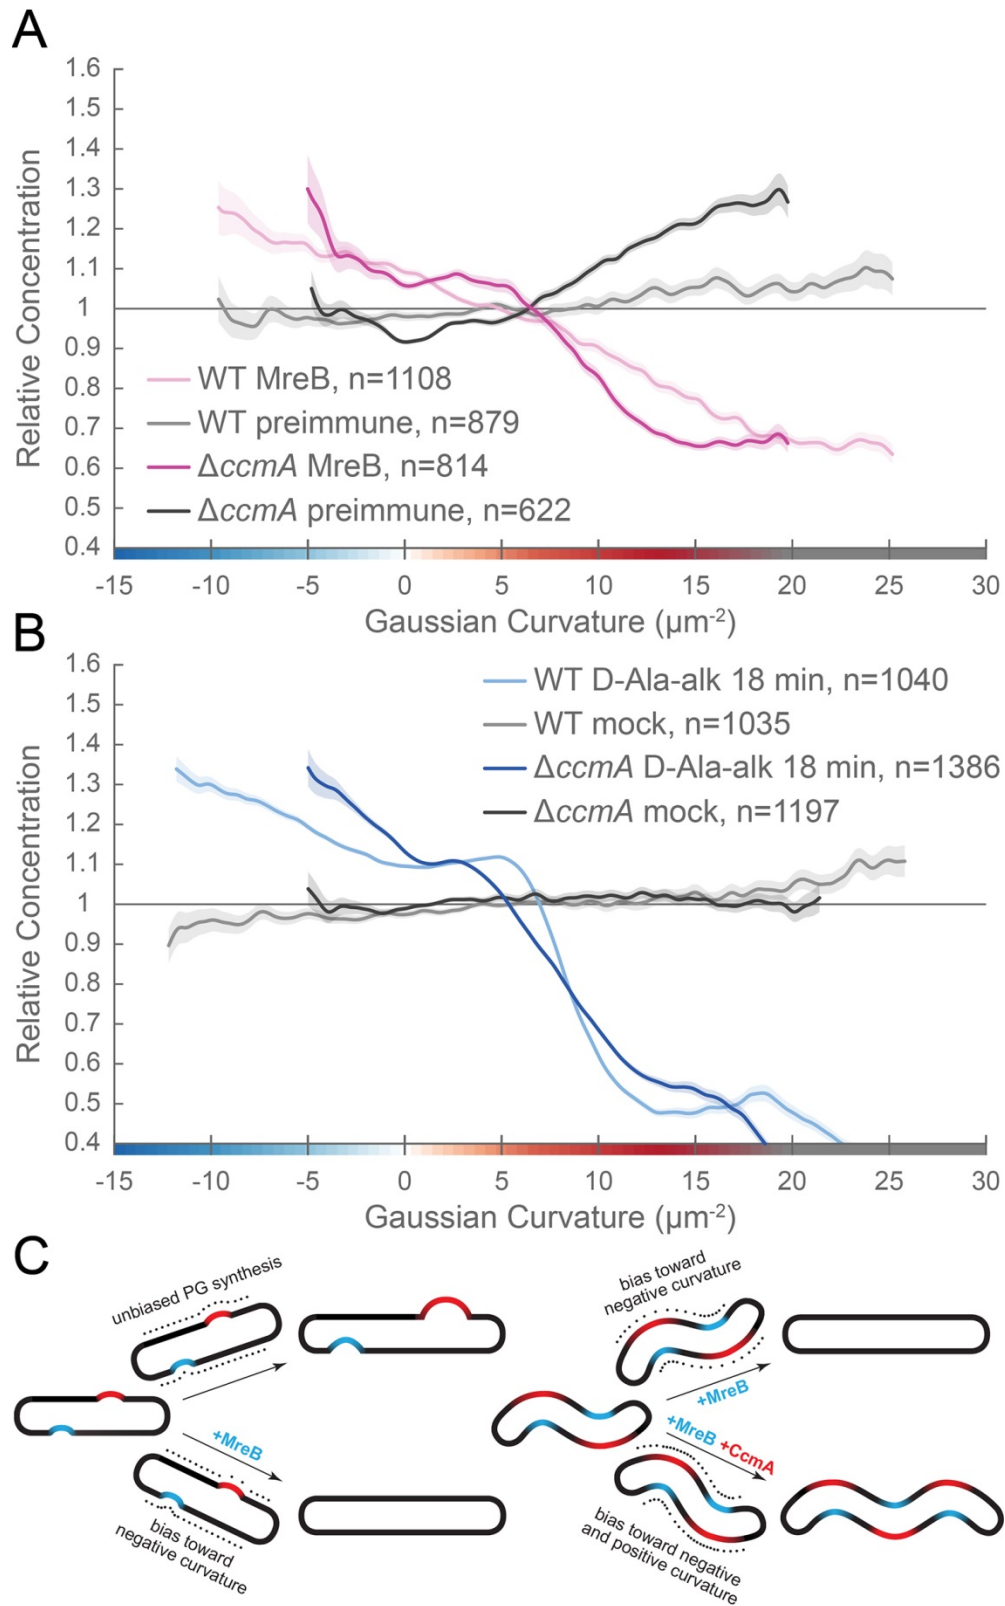 A
1.6
1.5
1.4
1.3
1.2
1.1
1
0.9
0.8
0.7
0.6
0.5
0.4
Relative Concentration
WT MreB, n=1108
WT preimmune, n=879
ΔccmA MreB, n=814
ΔccmA preimmune, n=622
-15 -10 -5 0 5 10 15 20 25 30
Gaussian Curvature (µm⁻²)
B
1.6
1.5
1.4
1.3
1.2
1.1
1
0.9
0.8
0.7
0.6
0.5
0.4
Relative Concentration
WT D-Ala-alk 18 min, n=1040
WT mock, n=1035
ΔccmA D-Ala-alk 18 min, n=1386
ΔccmA mock, n=1197
-15 -10 -5 0 5 10 15 20 25 30
Gaussian Curvature (µm⁻²)
C
unbiased PG synthesis
+MreB
bias toward
negative curvature
bias toward
negative curvature
+MreB
+MreB +CcmA
bias toward negative
and positive curvature